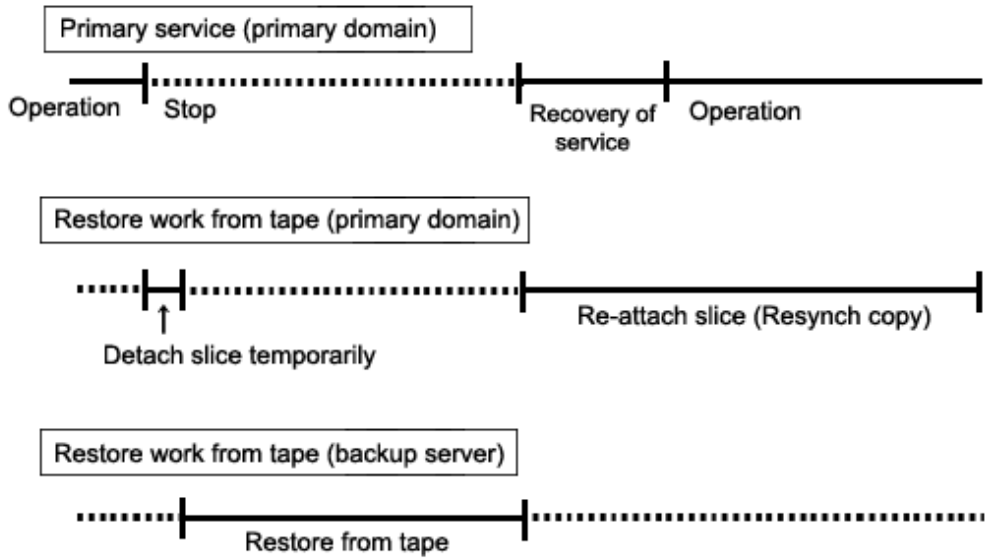 Primary service (primary domain)
Operation
Stop
Recovery of
service
Operation
Restore work from tape (primary domain)
Detach slice temporarily
Re-attach slice (Resynch copy)
Restore work from tape (backup server)
Restore from tape